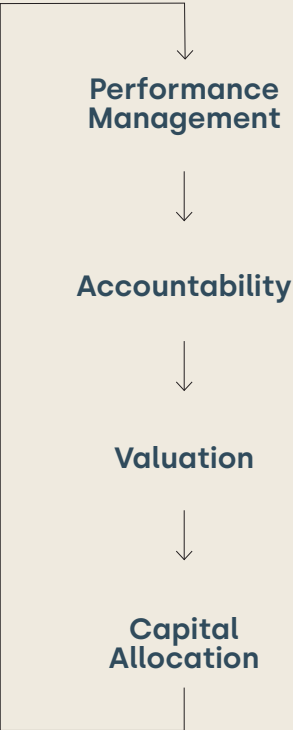 Performance
Management
Accountability
Valuation
Capital
Allocation